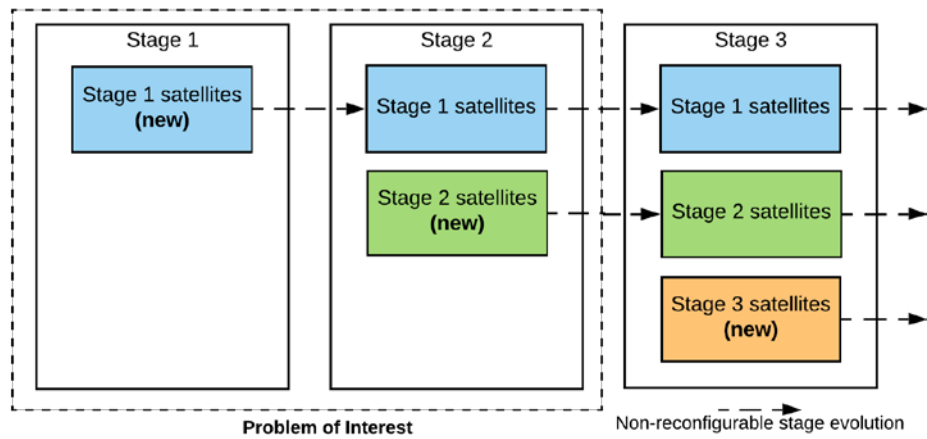 Stage 1
Stage 2
Stage 3
Stage 1 satellites
(new)
Stage 1 satellites
Stage 1 satellites
Stage 2 satellites
(new)
Stage 2 satellites
Stage 3 satellites
(new)
Problem of Interest
Non-reconfigurable stage evolution